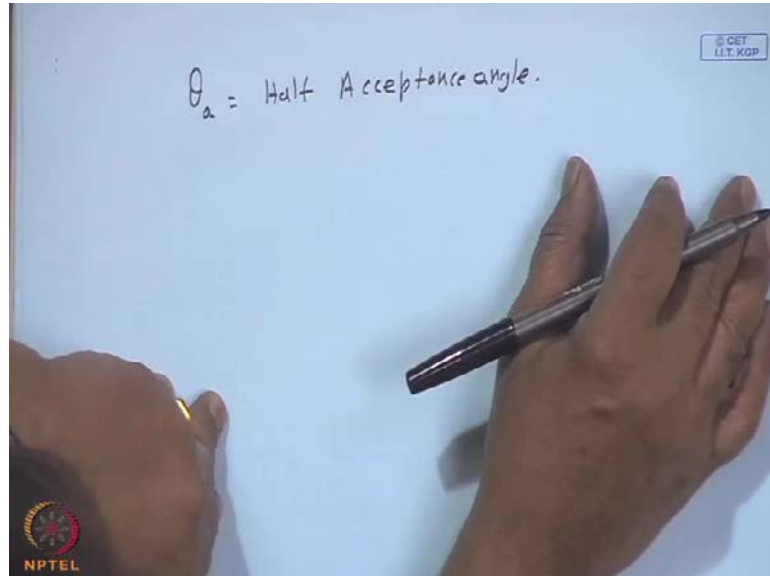 © CET
I.I.T. KGP
θₐ = Half Acceptance angle.
NPTEL